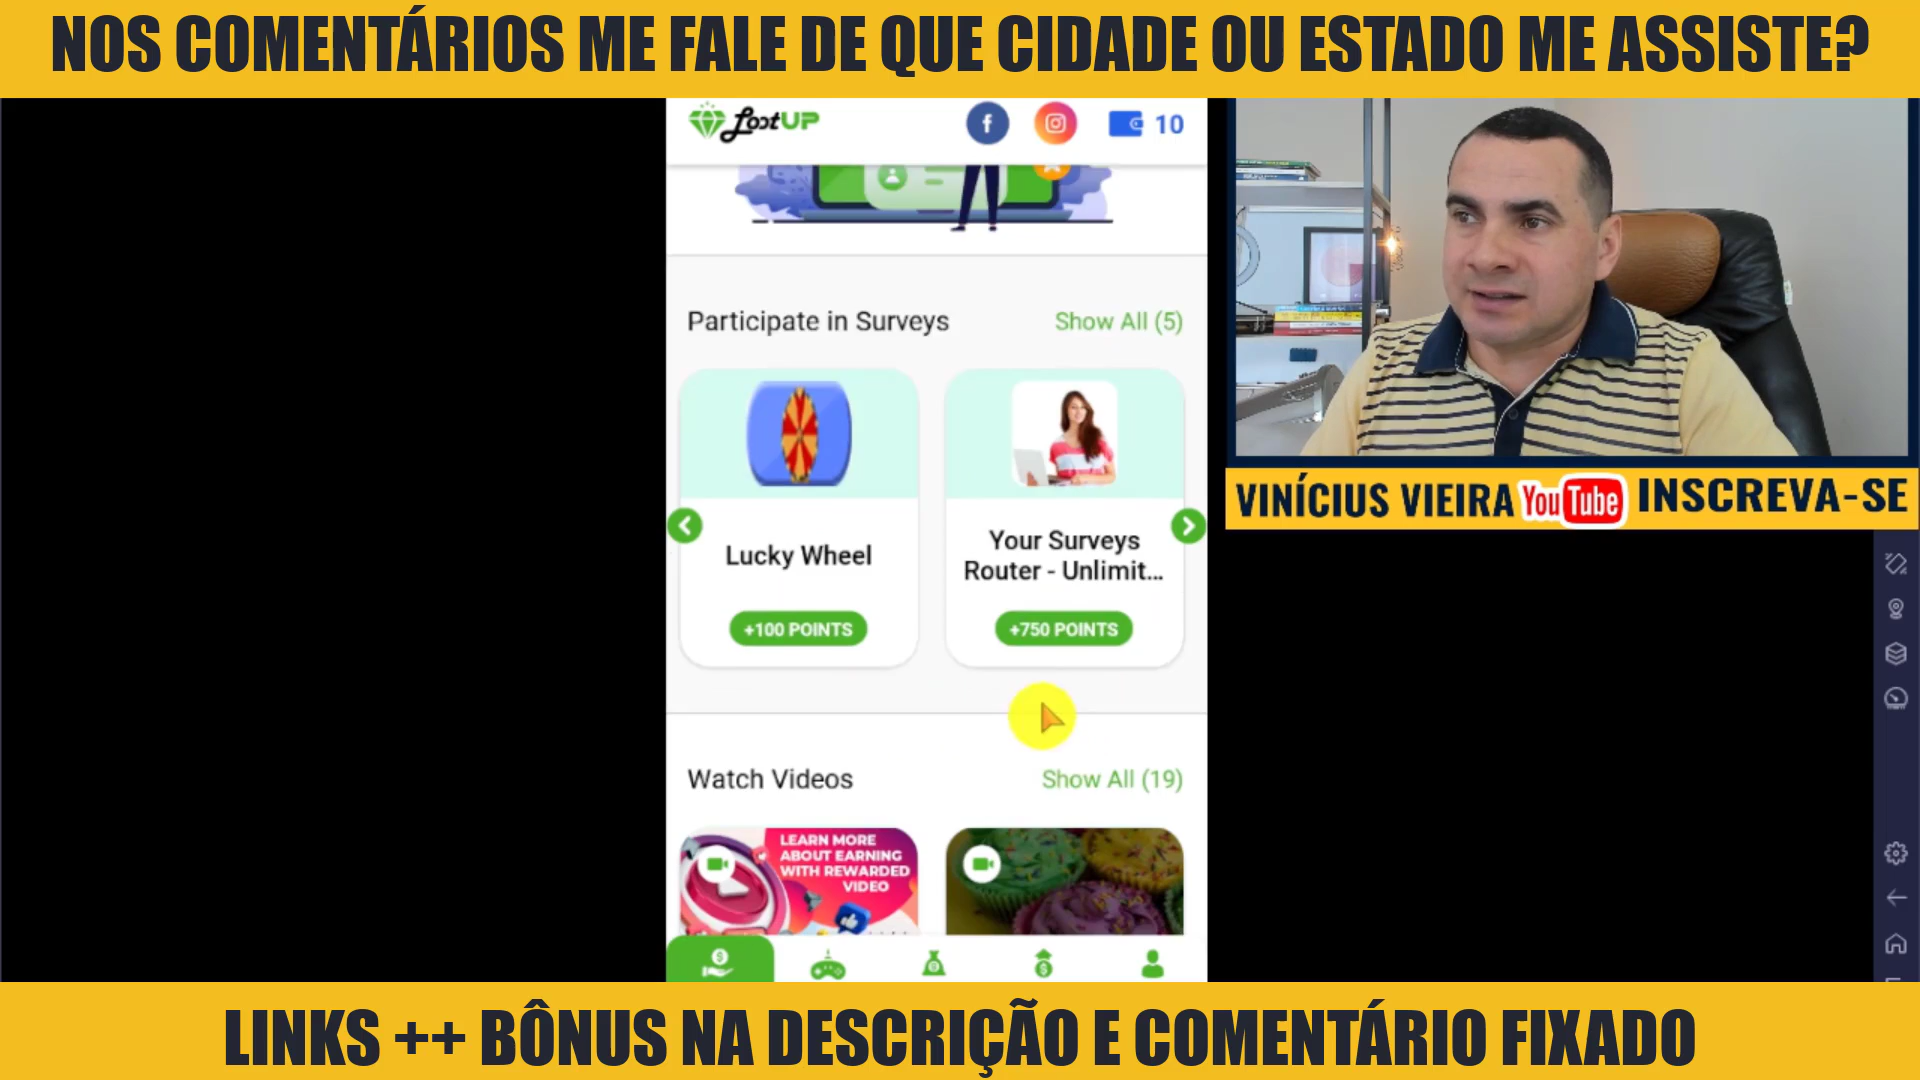 NOS COMENTÁRIOS ME FALE DE QUE CIDADE OU ESTADO ME ASSISTE?
LootUP
10
Participate in Surveys
Show All (5)
Lucky Wheel
+100 POINTS
Your Surveys
Router - Unlimit...
+750 POINTS
Watch Videos
Show All (19)
LEARN MORE
ABOUT EARNING
WITH REWARDED
VIDEO
VINÍCIUS VIEIRA YouTube INSCREVA-SE
LINKS ++ BÔNUS NA DESCRIÇÃO E COMENTÁRIO FIXADO